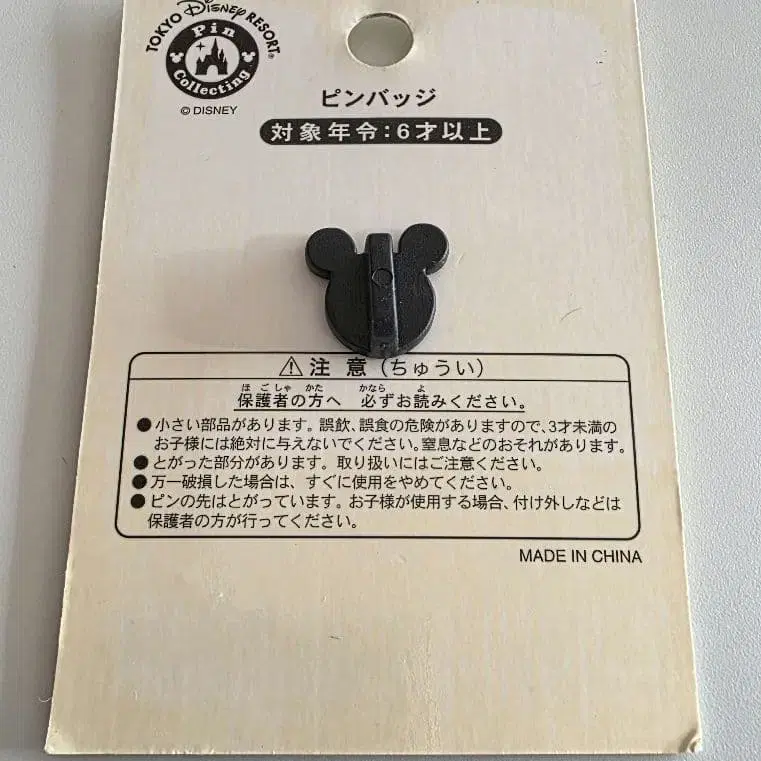 TOKYO DISNEY RESORT®
Pin
Collecting
© DISNEY
ピンバッジ
対象年令:6才以上
⚠注意(ちゅうい)
ほごしゃ かた かなら よ
保護者の方へ 必ずお読みください。
●小さい部品があります。誤飲、誤食の危険がありますので、3才未満の
お子様には絶対に与えないでください。窒息などのおそれがあります。
●とがった部分があります。取り扱いにはご注意ください。
●万一破損した場合は、すぐに使用をやめてください。
●ピンの先はとがっています。お子様が使用する場合、付け外しなどは
保護者の方が行ってください。
MADE IN CHINA